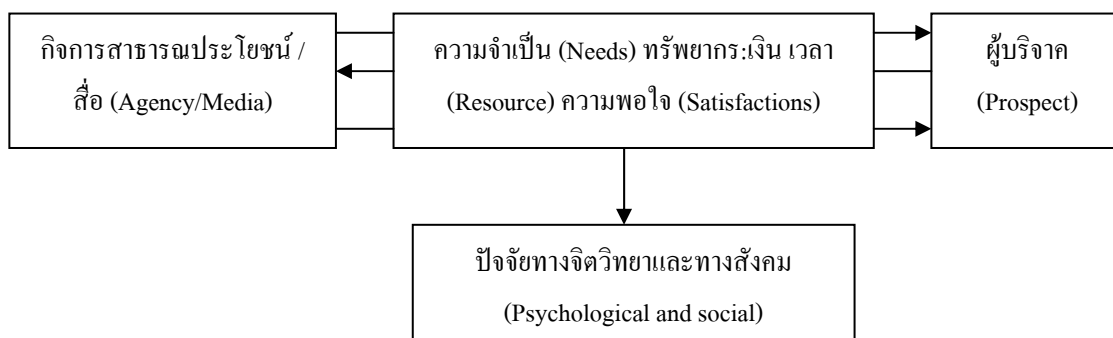 กิจการสาธารณประโยชน์ /
สื่อ (Agency/Media)
ความจำเป็น (Needs) ทรัพยากร:เงิน เวลา
(Resource) ความพอใจ (Satisfactions)
ผู้บริจาค
(Prospect)
ปัจจัยทางจิตวิทยาและทางสังคม
(Psychological and social)